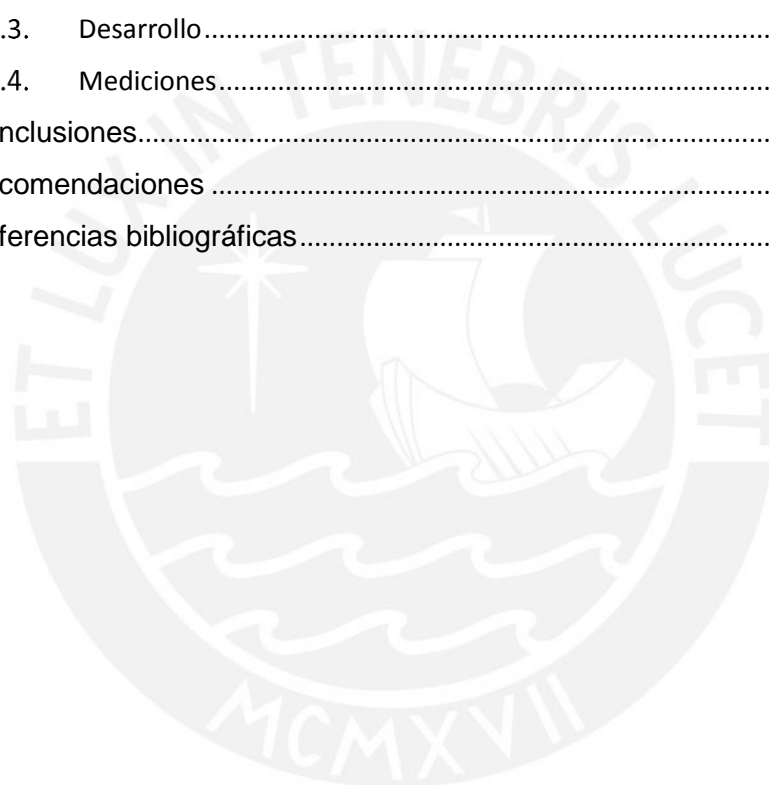 .3. Desarrollo........................................................................................
.4. Mediciones......................................................................................
nclusiones..............................................................................................
comendaciones ....................................................................................
ferencias bibliográficas.......................................................................
ET LUX IN TENEBRIS LUCET
MCMXVII